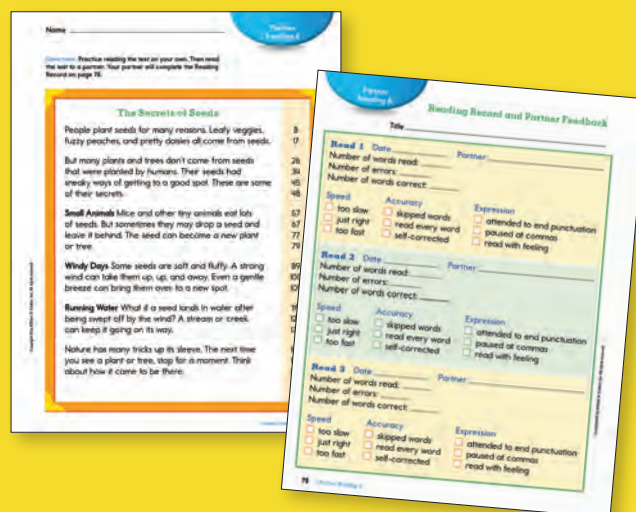 Name
Directions: Practice reading the text on your own. Then read
the text to a partner. Your partner will complete the Reading
Record on page 78.
The Secrets of Seeds
People plant seeds for many reasons. Leafy veggies, 8
fuzzy peaches, and pretty daisies all come from seeds. 17
But many plants and trees don't come from seeds 26
that were planted by humans. Their seeds had 34
sneaky ways of getting to a good spot. These are some 45
of their secrets. 48
Small Animals Mice and other tiny animals eat lots 57
of seeds. But sometimes they may drop a seed and 67
leave it behind. The seed can become a new plant 77
or tree. 79
Windy Days Some seeds are soft and fluffy. A strong 89
wind can take them up, up, and away. Even a gentle
breeze can bring them over to a new spot.
Running Water What if a seed lands in water after
being swept off by the wind? A stream or creek
can keep it going on its way.
Nature has many tricks up its sleeve. The next time
you see a plant or tree, stop for a moment. Think
about how it came to be there.
Partner
Reading 6
Reading Record and Partner Feedback
Title
Read 1 Date Partner:
Number of words read:
Number of errors:
Number of words correct:
Speed Accuracy Expression
too slow skipped words attended to end punctuation
just right read every word paused at commas
too fast self-corrected read with feeling
Read 2 Date Partner:
Number of words read:
Number of errors:
Number of words correct:
Speed Accuracy Expression
too slow skipped words attended to end punctuation
just right read every word paused at commas
too fast self-corrected read with feeling
Read 3 Date Partner:
Number of words read:
Number of errors:
Number of words correct:
Speed Accuracy Expression
too slow skipped words attended to end punctuation
just right read every word paused at commas
too fast self-corrected read with feeling
78 Partner Reading 6